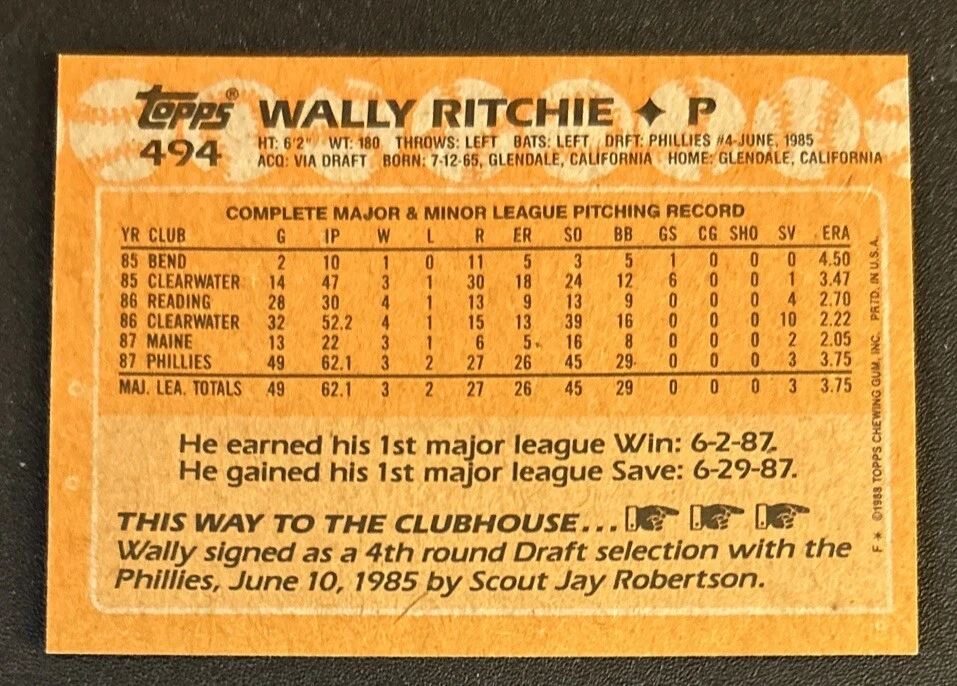 Topps® WALLY RITCHIE ✦ P
494 HT: 6'2" WT: 180 THROWS: LEFT BATS: LEFT DRFT: PHILLIES #4-JUNE, 1985
ACQ: VIA DRAFT BORN: 7-12-65, GLENDALE, CALIFORNIA HOME: GLENDALE, CALIFORNIA
COMPLETE MAJOR & MINOR LEAGUE PITCHING RECORD
YR CLUB G IP W L R ER SO BB GS CG SHO SV ERA
85 BEND 2 10 1 0 11 5 3 5 1 0 0 0 4.50
85 CLEARWATER 14 47 3 1 30 18 24 12 6 0 0 1 3.47
86 READING 28 30 4 1 13 9 13 9 0 0 0 4 2.70
86 CLEARWATER 32 52.2 4 1 15 13 39 16 0 0 0 10 2.22
87 MAINE 13 22 3 1 6 5 16 8 0 0 0 2 2.05
87 PHILLIES 49 62.1 3 2 27 26 45 29 0 0 0 3 3.75
MAJ. LEA. TOTALS 49 62.1 3 2 27 26 45 29 0 0 0 3 3.75
He earned his 1st major league Win: 6-2-87.
He gained his 1st major league Save: 6-29-87.
THIS WAY TO THE CLUBHOUSE...
Wally signed as a 4th round Draft selection with the
Phillies, June 10, 1985 by Scout Jay Robertson.
F* ©1988 TOPPS CHEWING GUM, INC. PRTD. IN U.S.A.